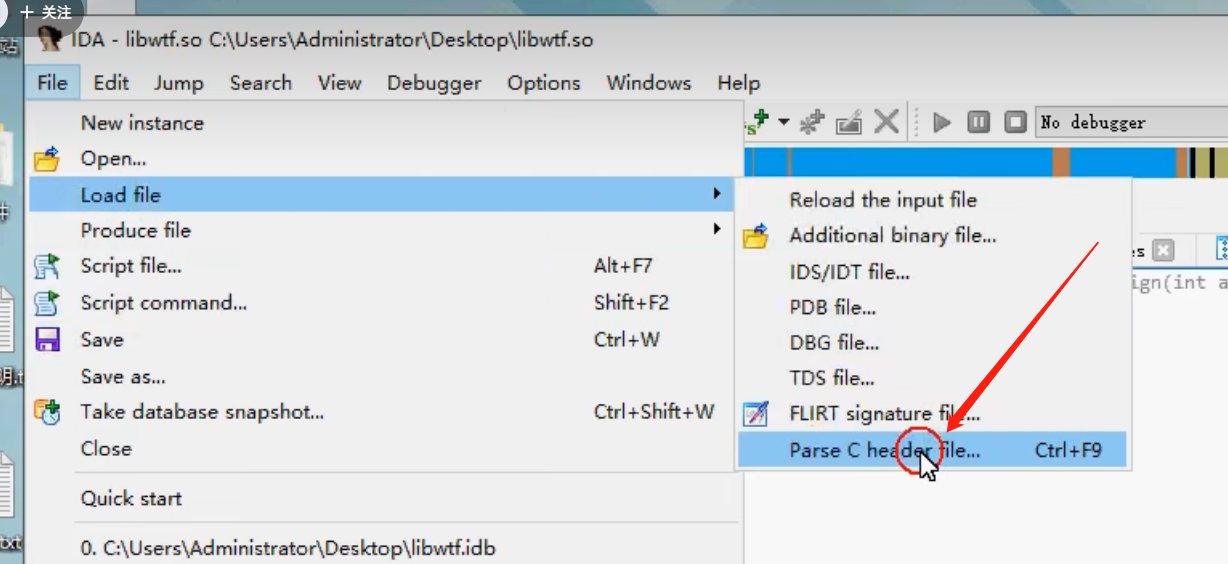 + 关注
IDA - libwtf.so C:\Users\Administrator\Desktop\libwtf.so
File Edit Jump Search View Debugger Options Windows Help
New instance
No debugger
Open...
Load file
Reload the input file
Produce file
Additional binary file...
Script file... Alt+F7
IDS/IDT file...
ign(int a
Script command... Shift+F2
PDB file...
Save Ctrl+W
DBG file...
Save as...
TDS file...
Take database snapshot... Ctrl+Shift+W
FLIRT signature file...
Close
Parse C header file... Ctrl+F9
Quick start
0. C:\Users\Administrator\Desktop\libwtf.idb
txt